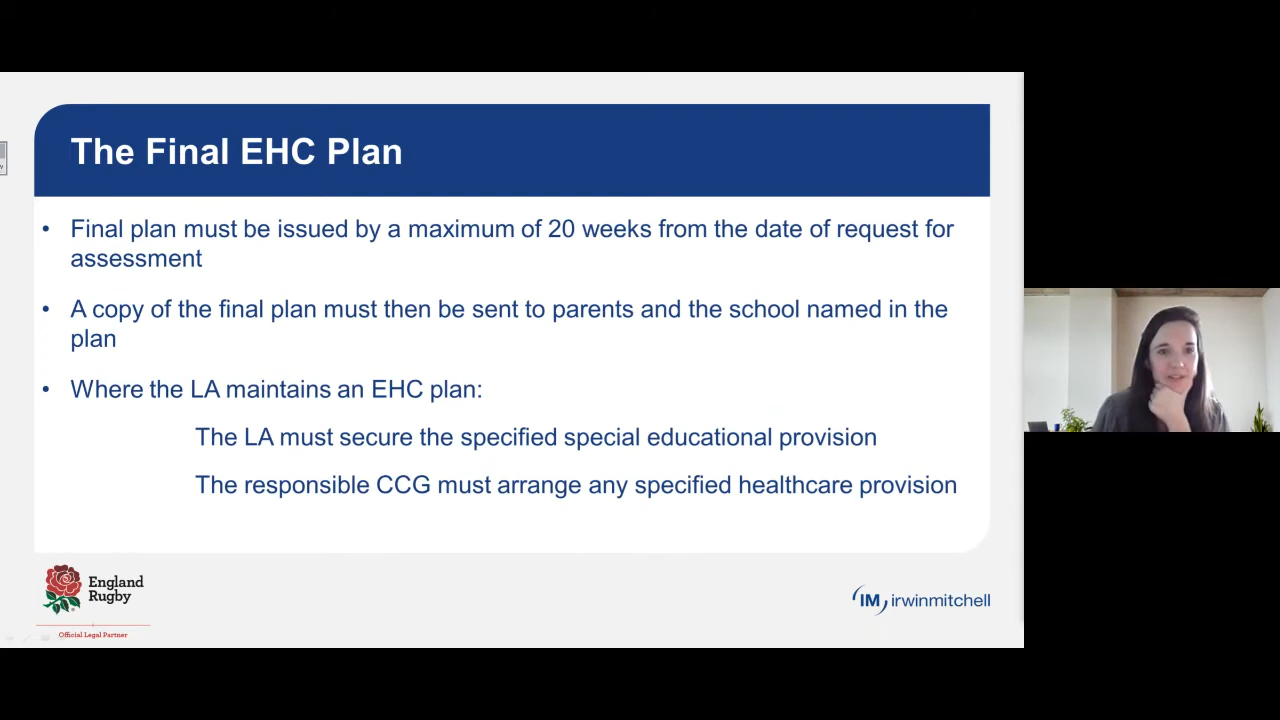 The Final EHC Plan
• Final plan must be issued by a maximum of 20 weeks from the date of request for
assessment
• A copy of the final plan must then be sent to parents and the school named in the
plan
• Where the LA maintains an EHC plan:
The LA must secure the specified special educational provision
The responsible CCG must arrange any specified healthcare provision
England
Rugby
Official Legal Partner
IM irwinmitchell